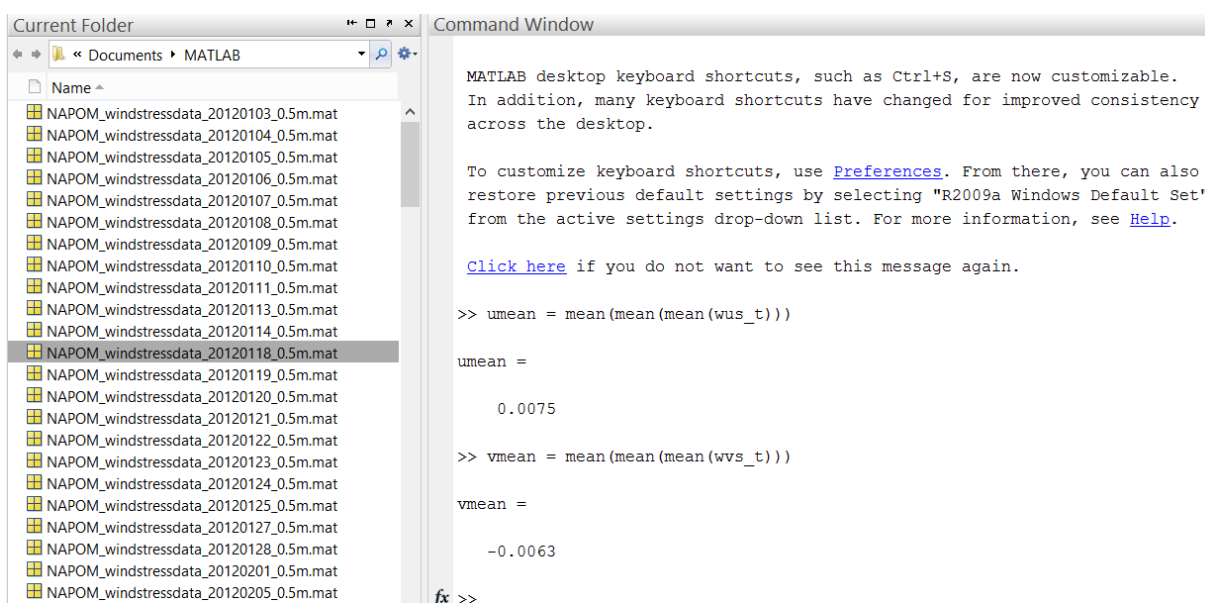 Current Folder
« Documents ▸ MATLAB
Name
NAPOM_windstressdata_20120103_0.5m.mat
NAPOM_windstressdata_20120104_0.5m.mat
NAPOM_windstressdata_20120105_0.5m.mat
NAPOM_windstressdata_20120106_0.5m.mat
NAPOM_windstressdata_20120107_0.5m.mat
NAPOM_windstressdata_20120108_0.5m.mat
NAPOM_windstressdata_20120109_0.5m.mat
NAPOM_windstressdata_20120110_0.5m.mat
NAPOM_windstressdata_20120111_0.5m.mat
NAPOM_windstressdata_20120113_0.5m.mat
NAPOM_windstressdata_20120114_0.5m.mat
NAPOM_windstressdata_20120118_0.5m.mat
NAPOM_windstressdata_20120119_0.5m.mat
NAPOM_windstressdata_20120120_0.5m.mat
NAPOM_windstressdata_20120121_0.5m.mat
NAPOM_windstressdata_20120122_0.5m.mat
NAPOM_windstressdata_20120123_0.5m.mat
NAPOM_windstressdata_20120124_0.5m.mat
NAPOM_windstressdata_20120125_0.5m.mat
NAPOM_windstressdata_20120127_0.5m.mat
NAPOM_windstressdata_20120128_0.5m.mat
NAPOM_windstressdata_20120201_0.5m.mat
NAPOM_windstressdata_20120205_0.5m.mat
Command Window
MATLAB desktop keyboard shortcuts, such as Ctrl+S, are now customizable.
In addition, many keyboard shortcuts have changed for improved consistency
across the desktop.
To customize keyboard shortcuts, use Preferences. From there, you can also
restore previous default settings by selecting "R2009a Windows Default Set"
from the active settings drop-down list. For more information, see Help.
Click here if you do not want to see this message again.
>> umean = mean(mean(mean(wus_t)))
umean =
0.0075
>> vmean = mean(mean(mean(wvs_t)))
vmean =
-0.0063
fx >>